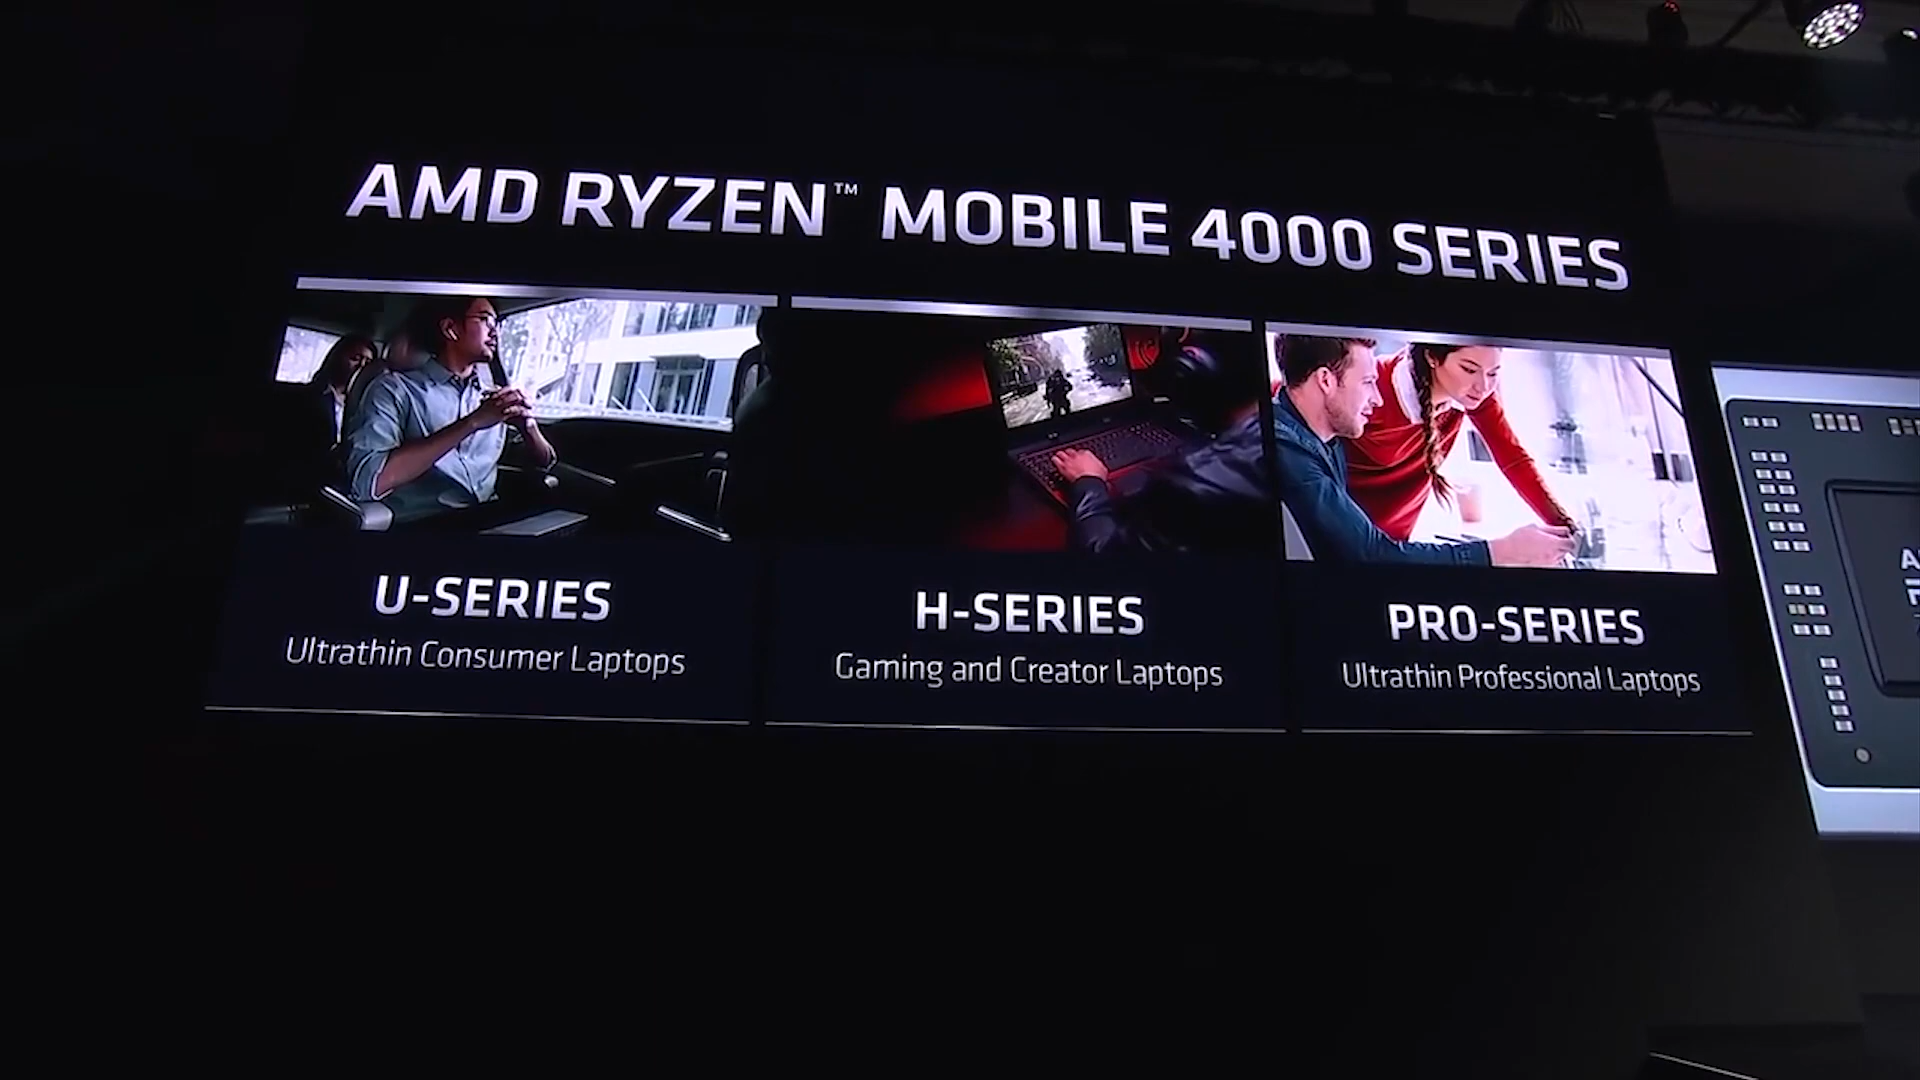 AMD RYZEN™ MOBILE 4000 SERIES
U-SERIES
Ultrathin Consumer Laptops
H-SERIES
Gaming and Creator Laptops
PRO-SERIES
Ultrathin Professional Laptops